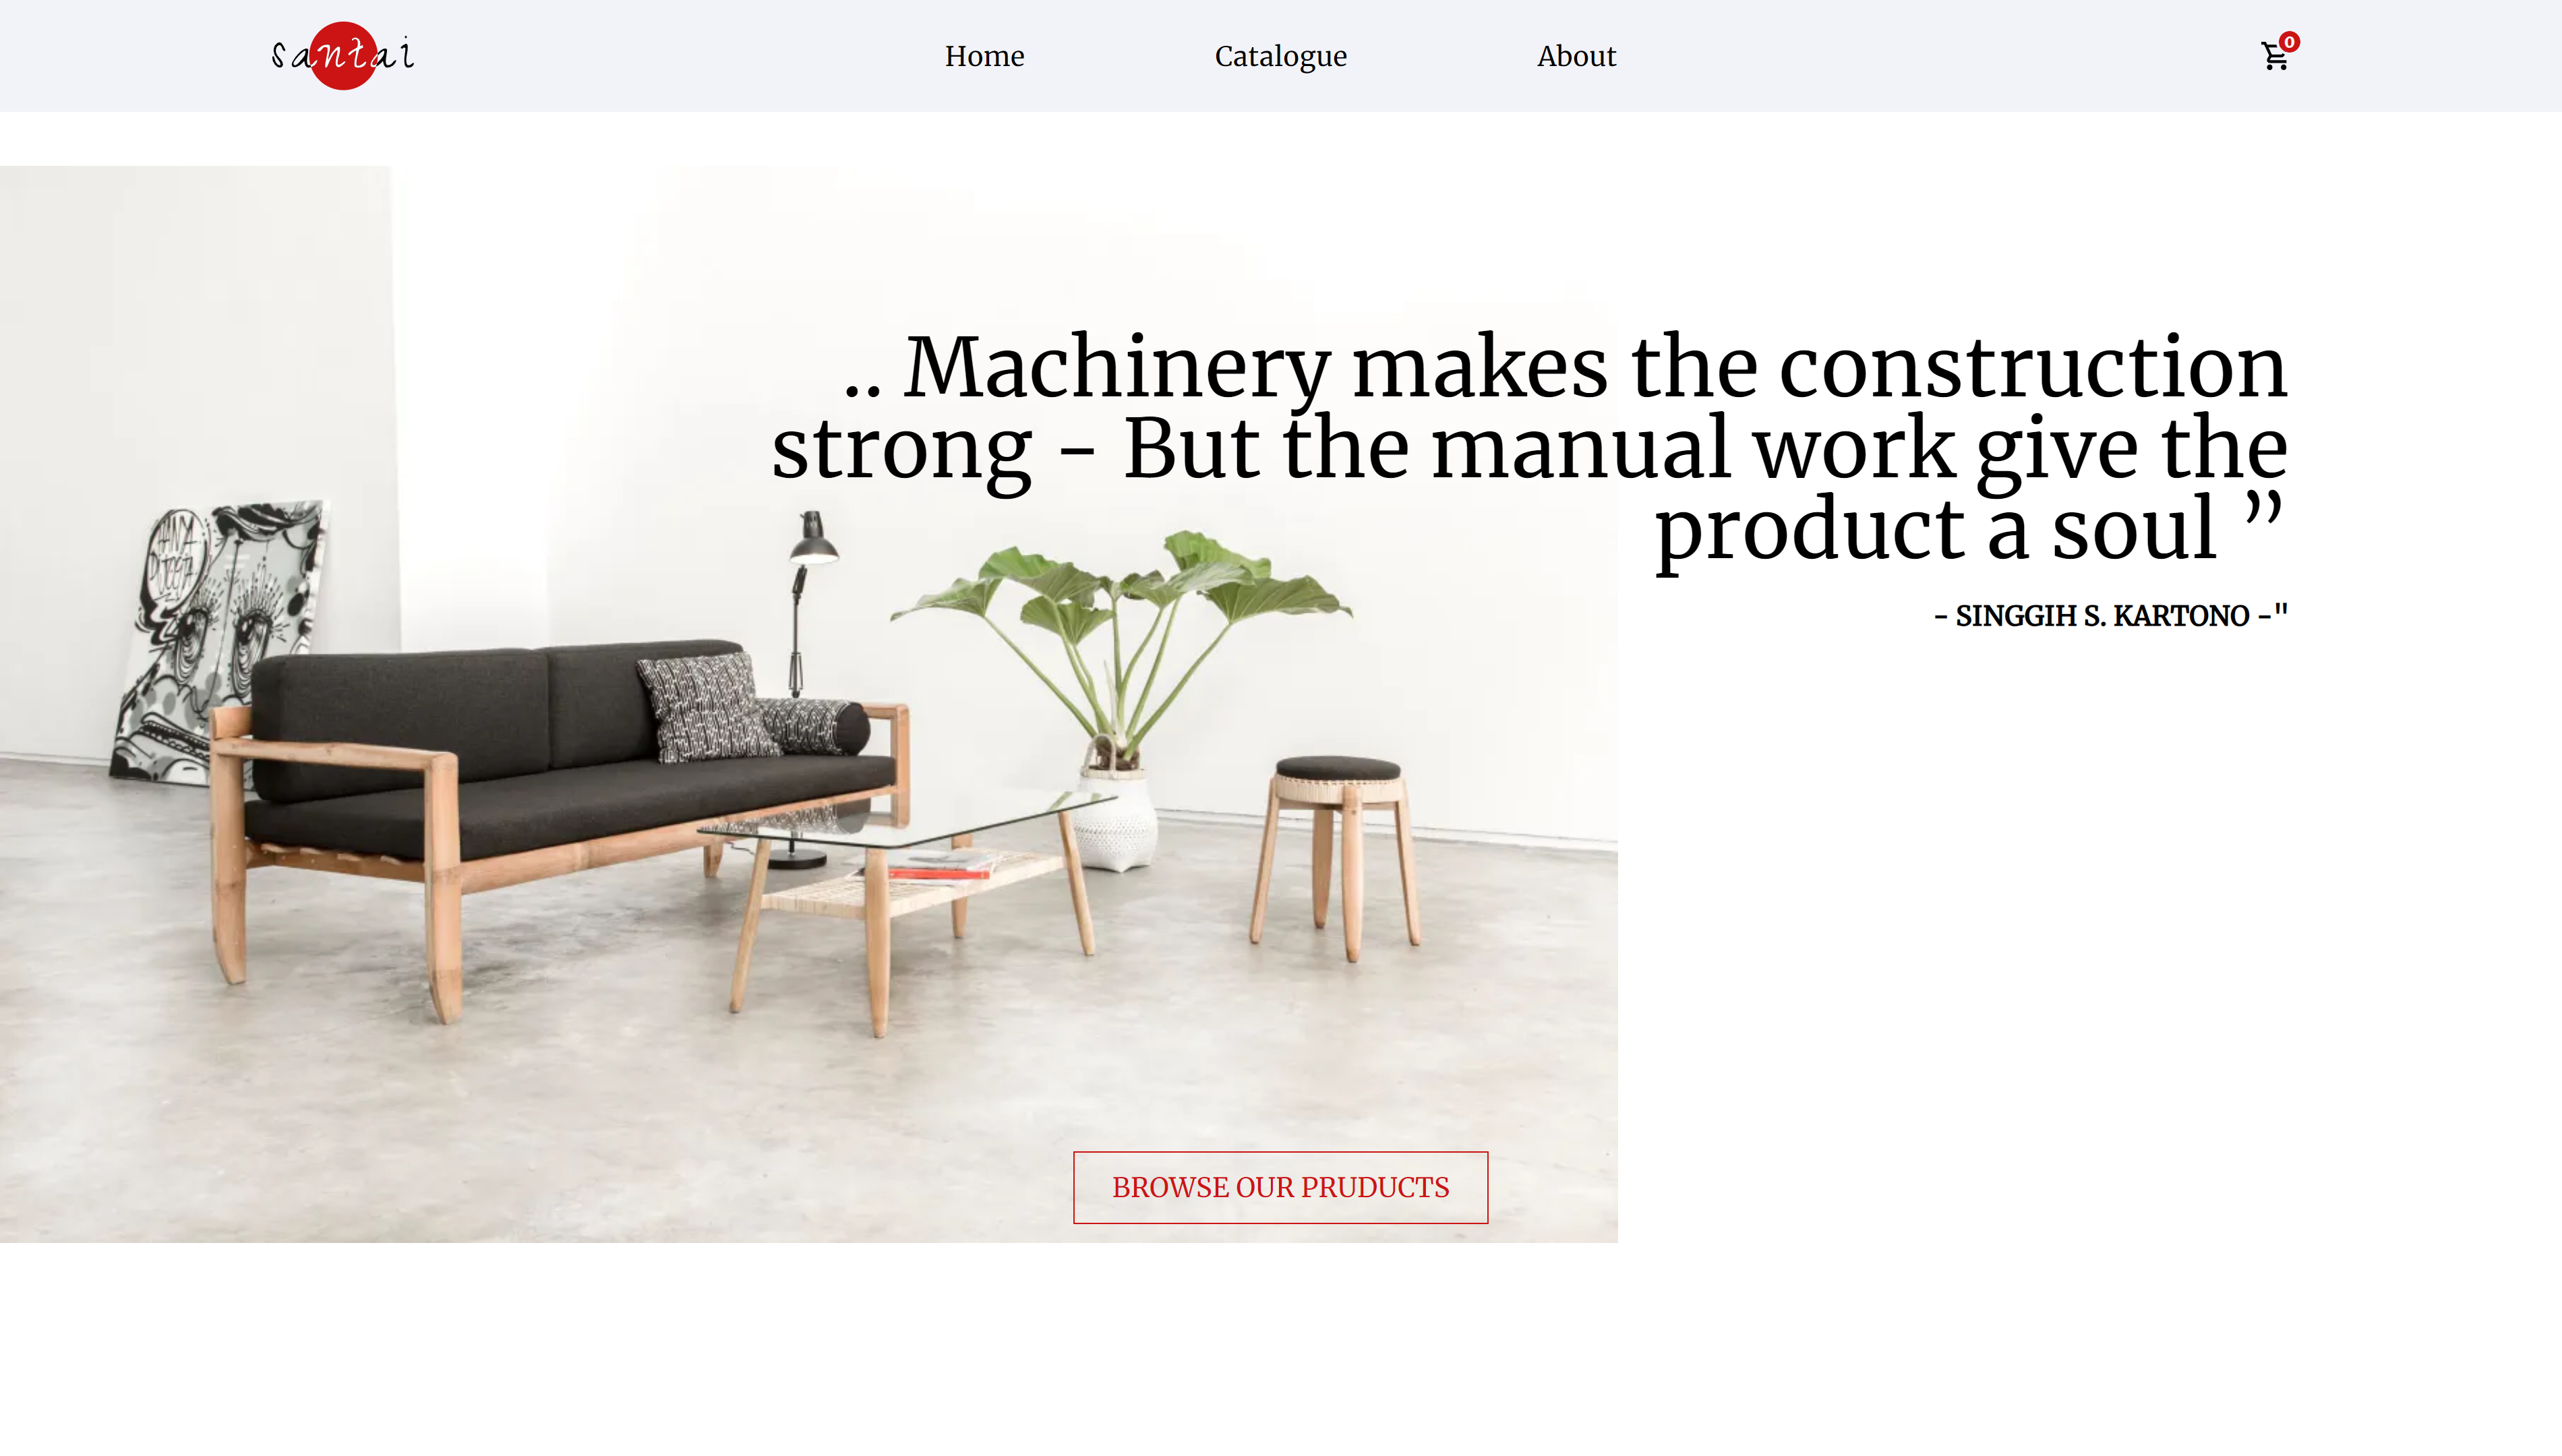 santai
Home
Catalogue
About
0
.. Machinery makes the construction
strong - But the manual work give the
product a soul ”
- SINGGIH S. KARTONO -"
BROWSE OUR PRUDUCTS